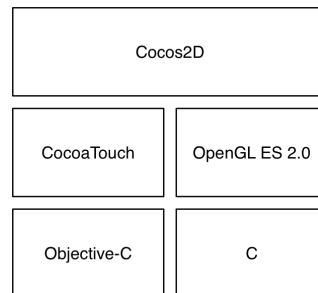 Cocos2D
CocoaTouch
OpenGL ES 2.0
Objective-C
C